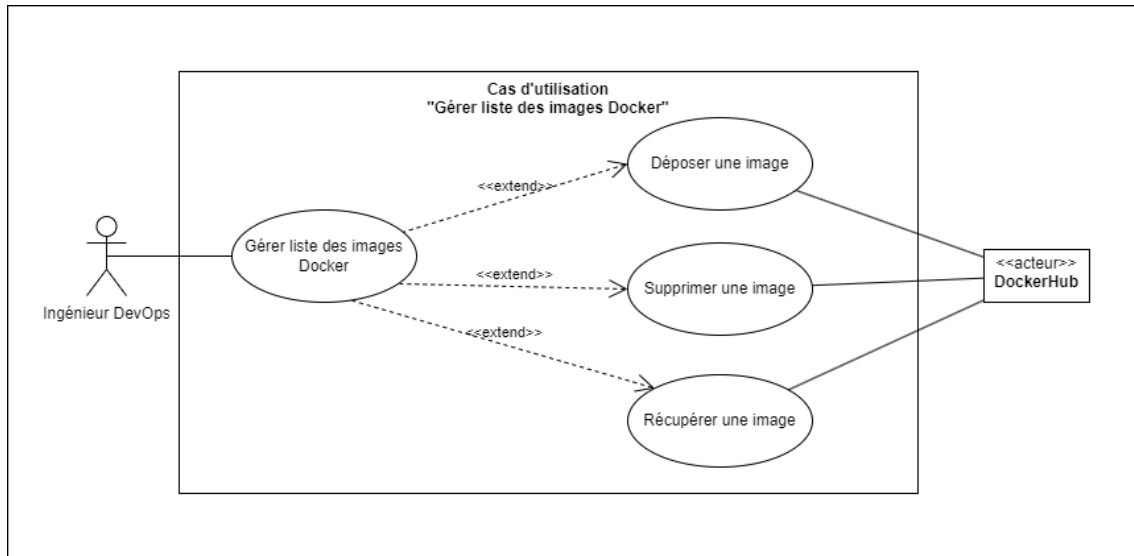 Cas d'utilisation
"Gérer liste des images Docker"
Déposer une image
<<extend>>
Gérer liste des images
Docker
<<extend>>
Supprimer une image
<<acteur>>
DockerHub
Ingénieur DevOps
<<extend>>
Récupérer une image